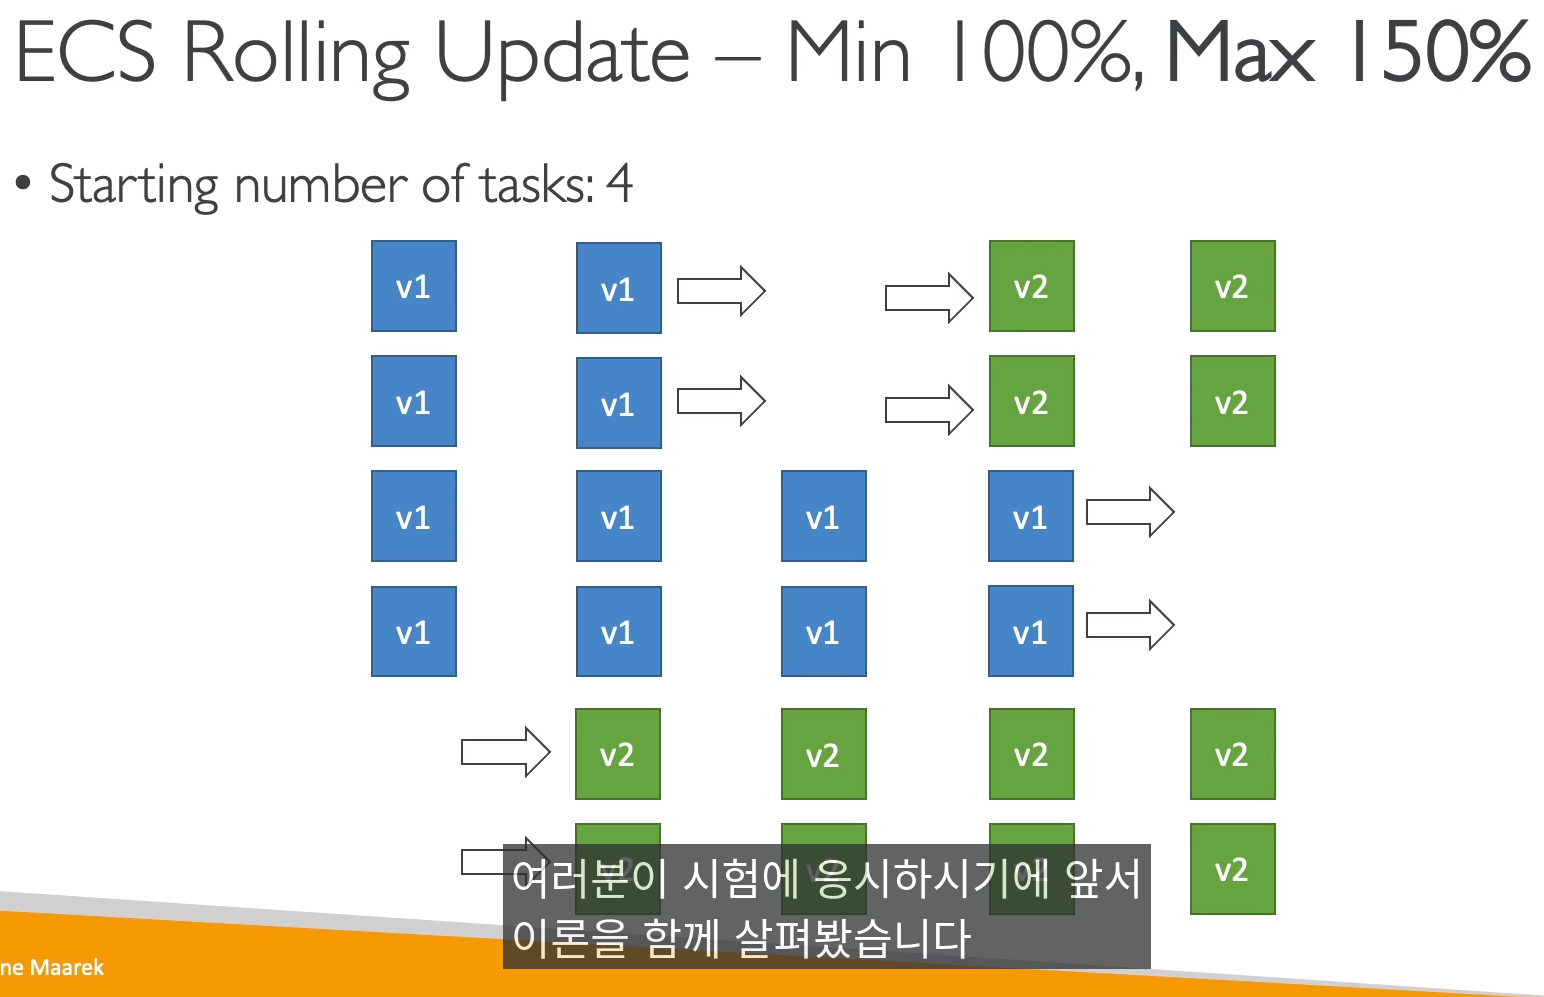 ECS Rolling Update – Min 100%, Max 150%
• Starting number of tasks: 4
v1 v1 v2 v2
v1 v1 v2 v2
v1 v1 v1 v1
v1 v1 v1 v1
v2 v2 v2 v2
v2 v2 v2 v2
여러분이 시험에 응시하시기에 앞서
이론을 함께 살펴봤습니다
ne Maarek